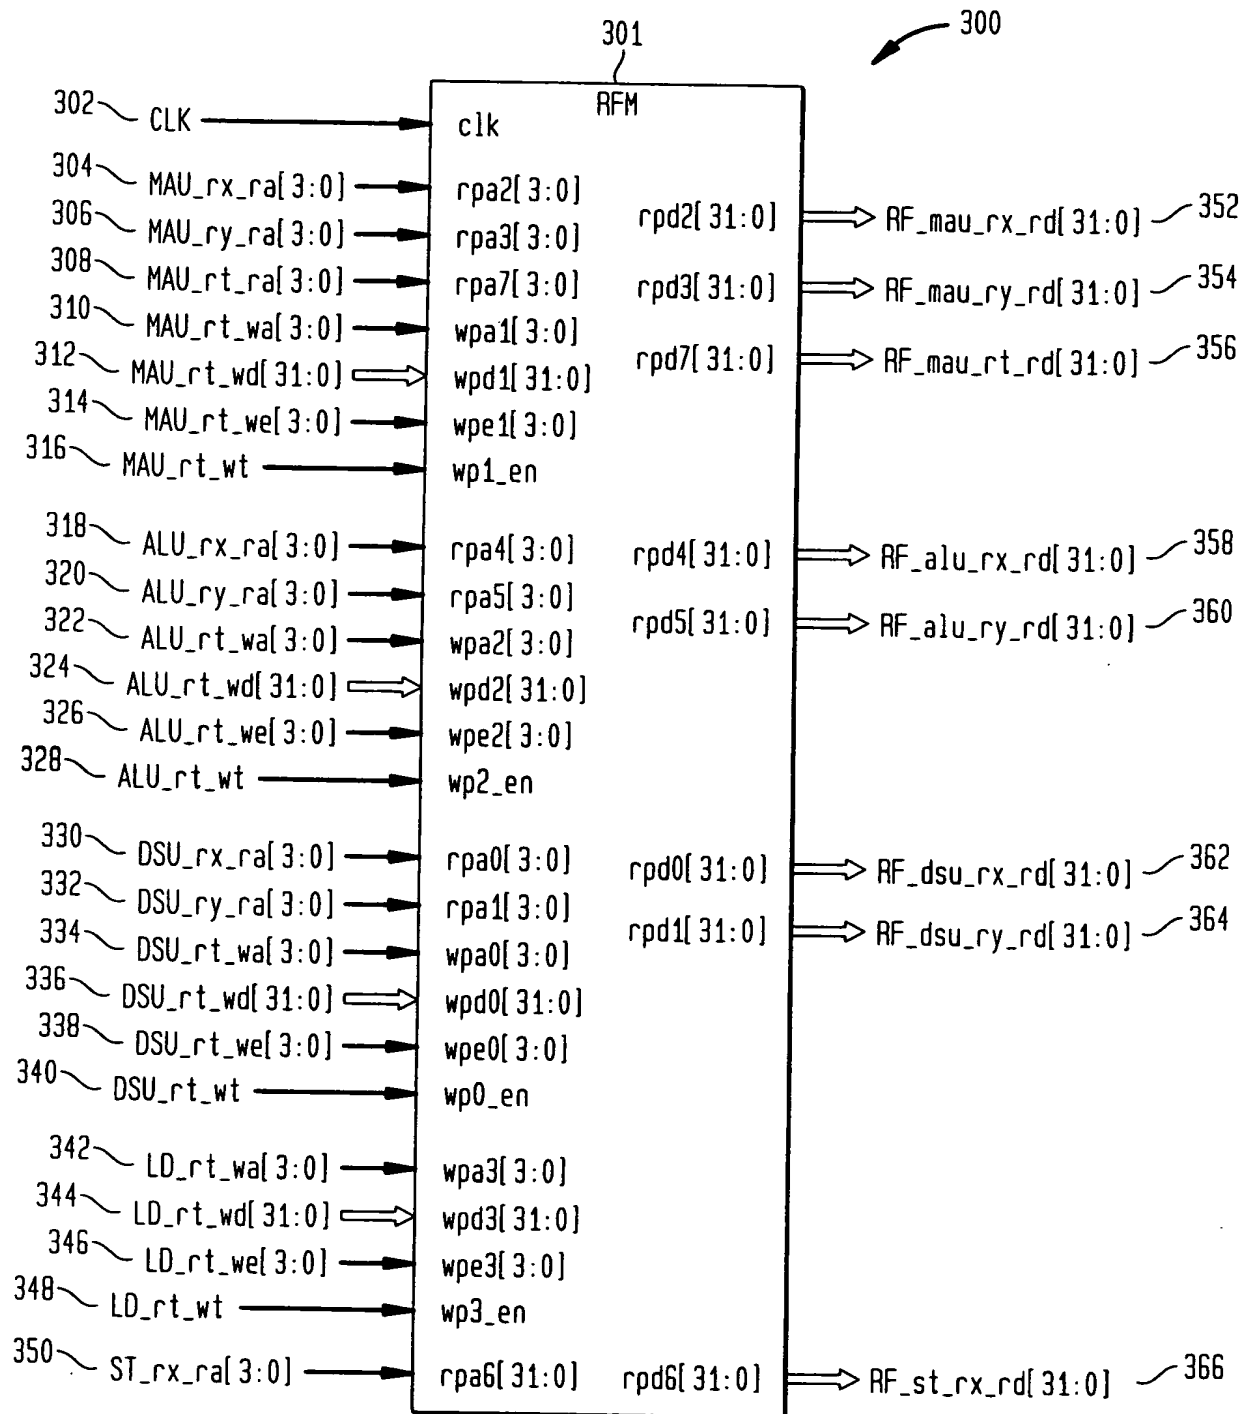 300
301
RFM
302 CLK clk
304 MAU_rx_ra[3:0] rpa2[3:0]
rpd2[31:0] RF_mau_rx_rd[31:0] 352
306 MAU_ry_ra[3:0] rpa3[3:0]
308 MAU_rt_ra[3:0] rpa7[3:0]
rpd3[31:0] RF_mau_ry_rd[31:0] 354
310 MAU_rt_wa[3:0] wpa1[3:0]
rpd7[31:0] RF_mau_rt_rd[31:0] 356
312 MAU_rt_wd[31:0] wpd1[31:0]
314 MAU_rt_we[3:0] wpe1[3:0]
316 MAU_rt_wt wp1_en
318 ALU_rx_ra[3:0] rpa4[3:0]
rpd4[31:0] RF_alu_rx_rd[31:0] 358
320 ALU_ry_ra[3:0] rpa5[3:0]
rpd5[31:0] RF_alu_ry_rd[31:0] 360
322 ALU_rt_wa[3:0] wpa2[3:0]
324 ALU_rt_wd[31:0] wpd2[31:0]
326 ALU_rt_we[3:0] wpe2[3:0]
328 ALU_rt_wt wp2_en
330 DSU_rx_ra[3:0] rpa0[3:0]
rpd0[31:0] RF_dsu_rx_rd[31:0] 362
332 DSU_ry_ra[3:0] rpa1[3:0]
rpd1[31:0] RF_dsu_ry_rd[31:0] 364
334 DSU_rt_wa[3:0] wpa0[3:0]
336 DSU_rt_wd[31:0] wpd0[31:0]
338 DSU_rt_we[3:0] wpe0[3:0]
340 DSU_rt_wt wp0_en
342 LD_rt_wa[3:0] wpa3[3:0]
344 LD_rt_wd[31:0] wpd3[31:0]
346 LD_rt_we[3:0] wpe3[3:0]
348 LD_rt_wt wp3_en
350 ST_rx_ra[3:0] rpa6[31:0]
rpd6[31:0] RF_st_rx_rd[31:0] 366